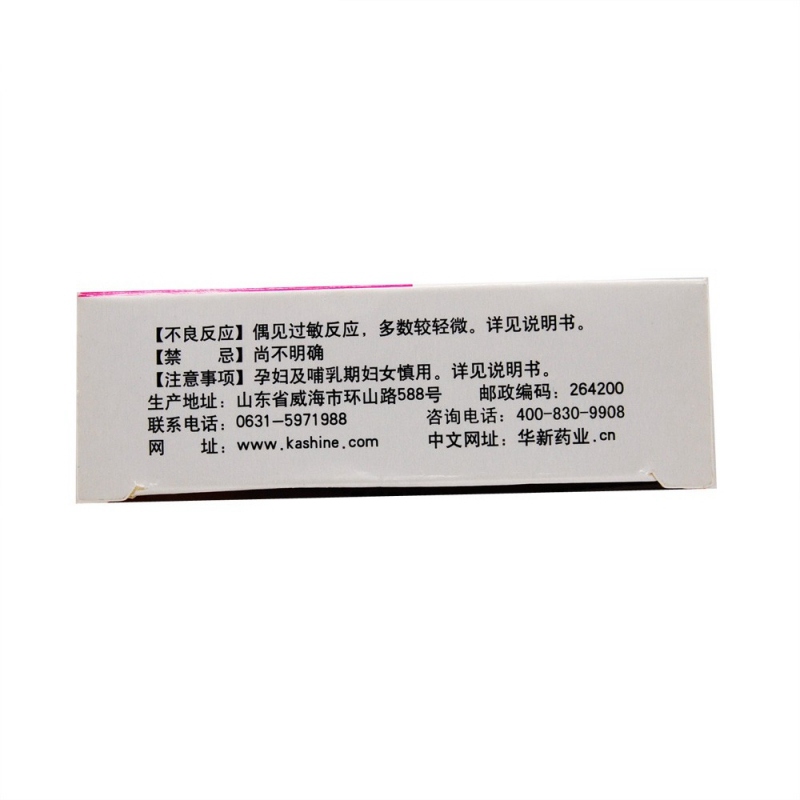 【不良反应】偶见过敏反应，多数较轻微。详见说明书。
【禁　　忌】尚不明确
【注意事项】孕妇及哺乳期妇女慎用。详见说明书。
生产地址：山东省威海市环山路588号　　邮政编码：264200
联系电话：0631-5971988　　咨询电话：400-830-9908
网　　址：www.kashine.com　　中文网址：华新药业.cn